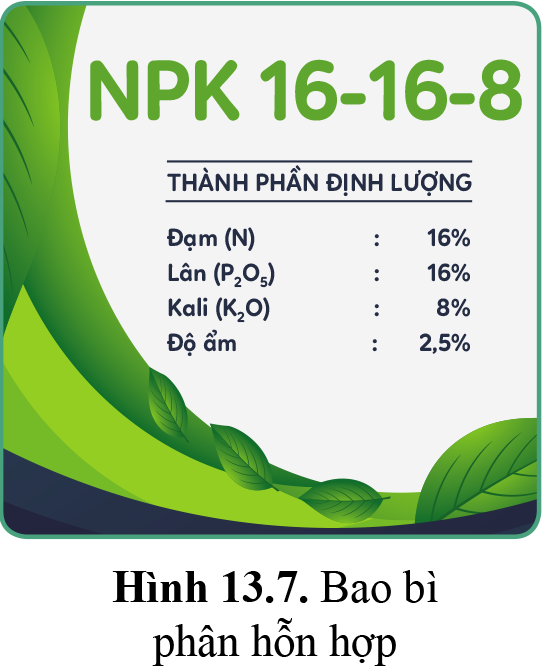 NPK 16-16-8
THÀNH PHẦN ĐỊNH LƯỢNG
Đạm (N) : 16%
Lân (P₂O₅) : 16%
Kali (K₂O) : 8%
Độ ẩm : 2,5%
Hình 13.7. Bao bì
phân hỗn hợp